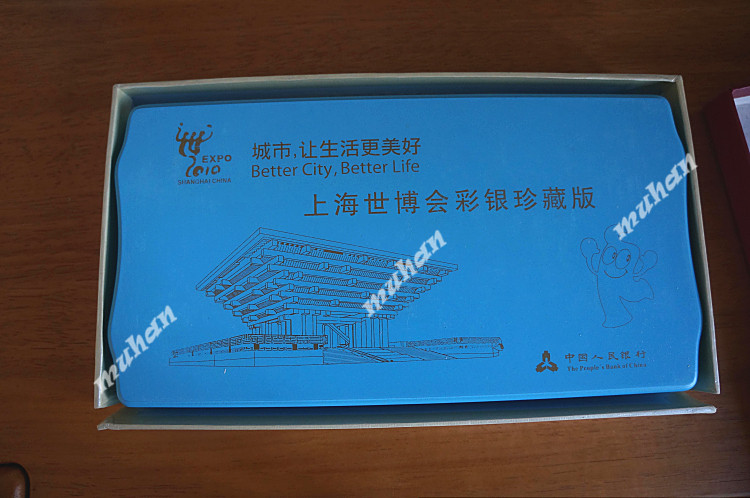 EXPO
2010
SHANGHAI CHINA
城市,让生活更美好
Better City, Better Life
上海世博会彩银珍藏版
中国人民银行
The People's Bank of China
muhan
muhan
muhan